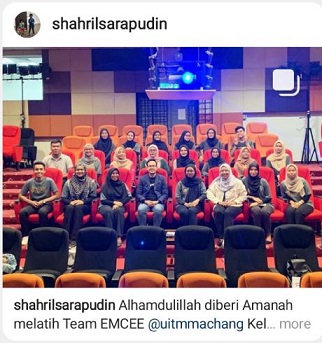 shahrilsarapudin
shahrilsarapudin Alhamdulillah diberi Amanah
melatih Team EMCEE @uitmmachang Kel... more